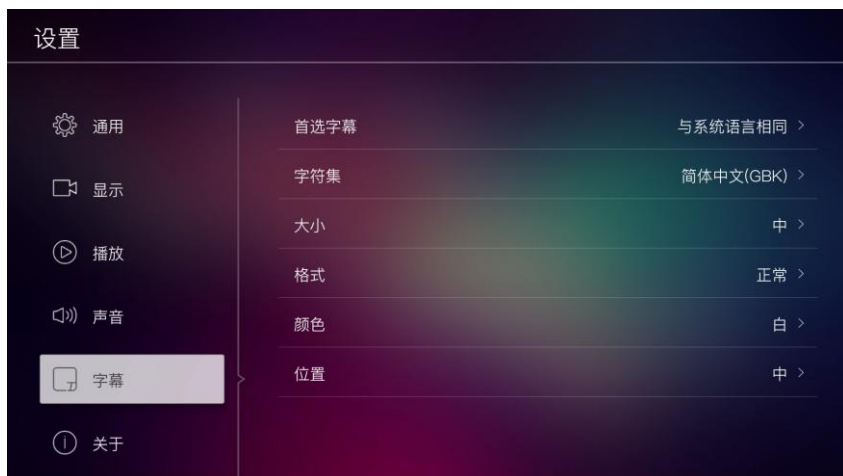 设置
通用
显示
播放
声音
字幕
关于
首选字幕 与系统语言相同
字符集 简体中文(GBK)
大小 中
格式 正常
颜色 白
位置 中